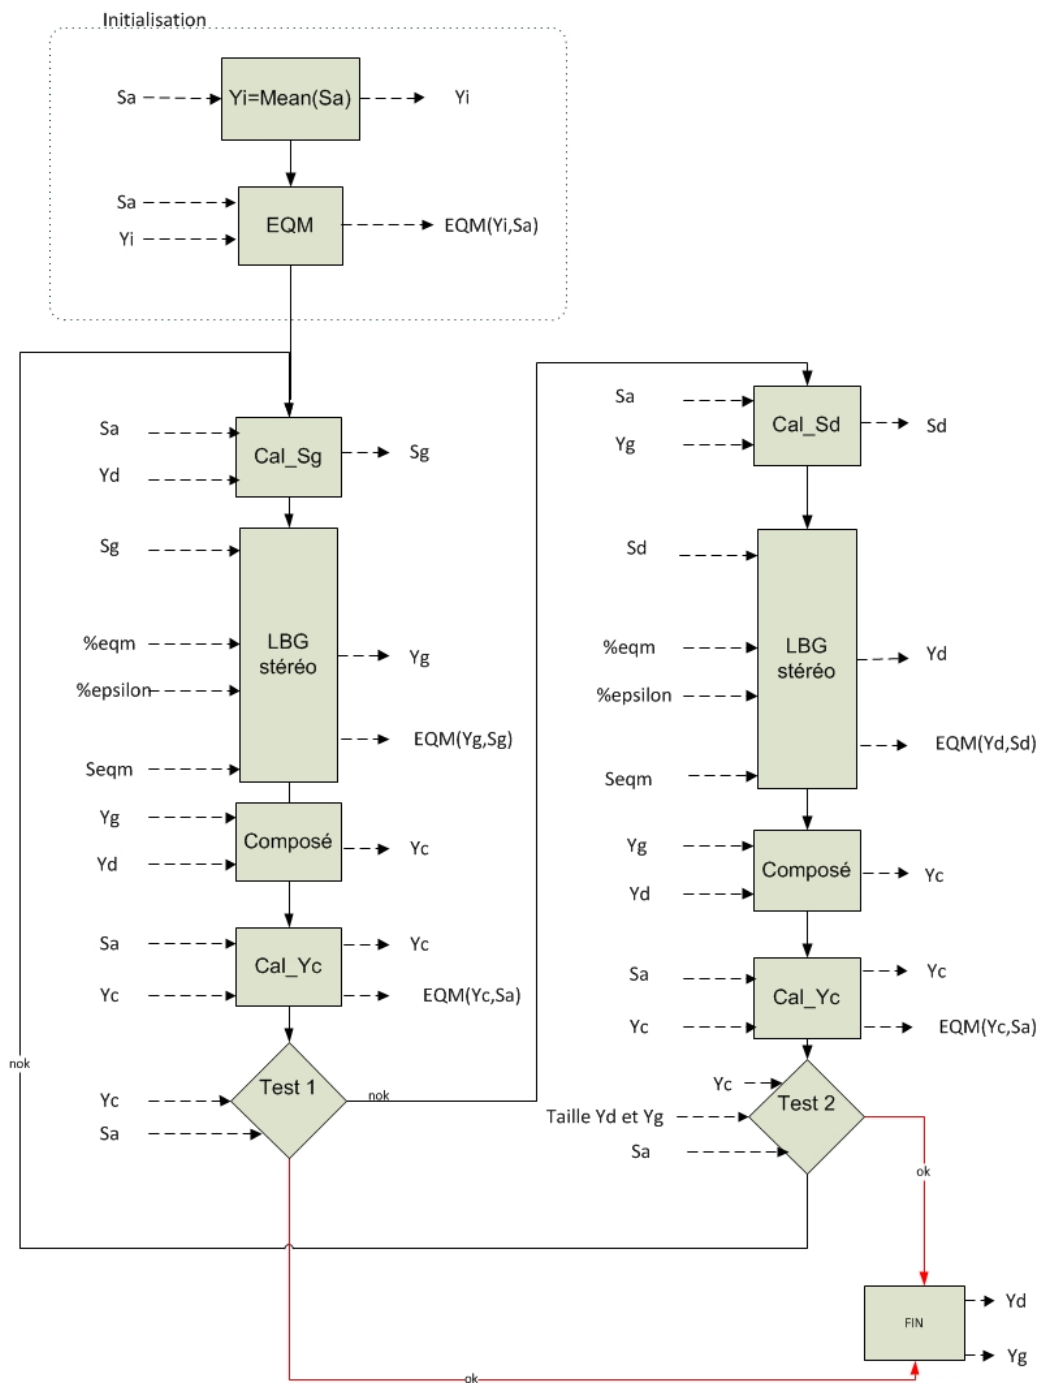 Initialisation
Sa
Yi=Mean(Sa)
Yi
Sa
Yi
EQM
EQM(Yi,Sa)
Sa
Yd
Cal_Sg
Sg
Sg
%eqm
%epsilon
Seqm
LBG
stéréo
Yg
EQM(Yg,Sg)
Yg
Yd
Composé
Yc
Sa
Yc
Cal_Yc
Yc
EQM(Yc,Sa)
nok
Yc
Sa
Test 1
nok
Sa
Yg
Cal_Sd
Sd
Sd
%eqm
%epsilon
Seqm
LBG
stéréo
Yd
EQM(Yd,Sd)
Yg
Yd
Composé
Yc
Sa
Yc
Cal_Yc
Yc
EQM(Yc,Sa)
Yc
Taille Yd et Yg
Sa
Test 2
ok
ok
FIN
Yd
Yg